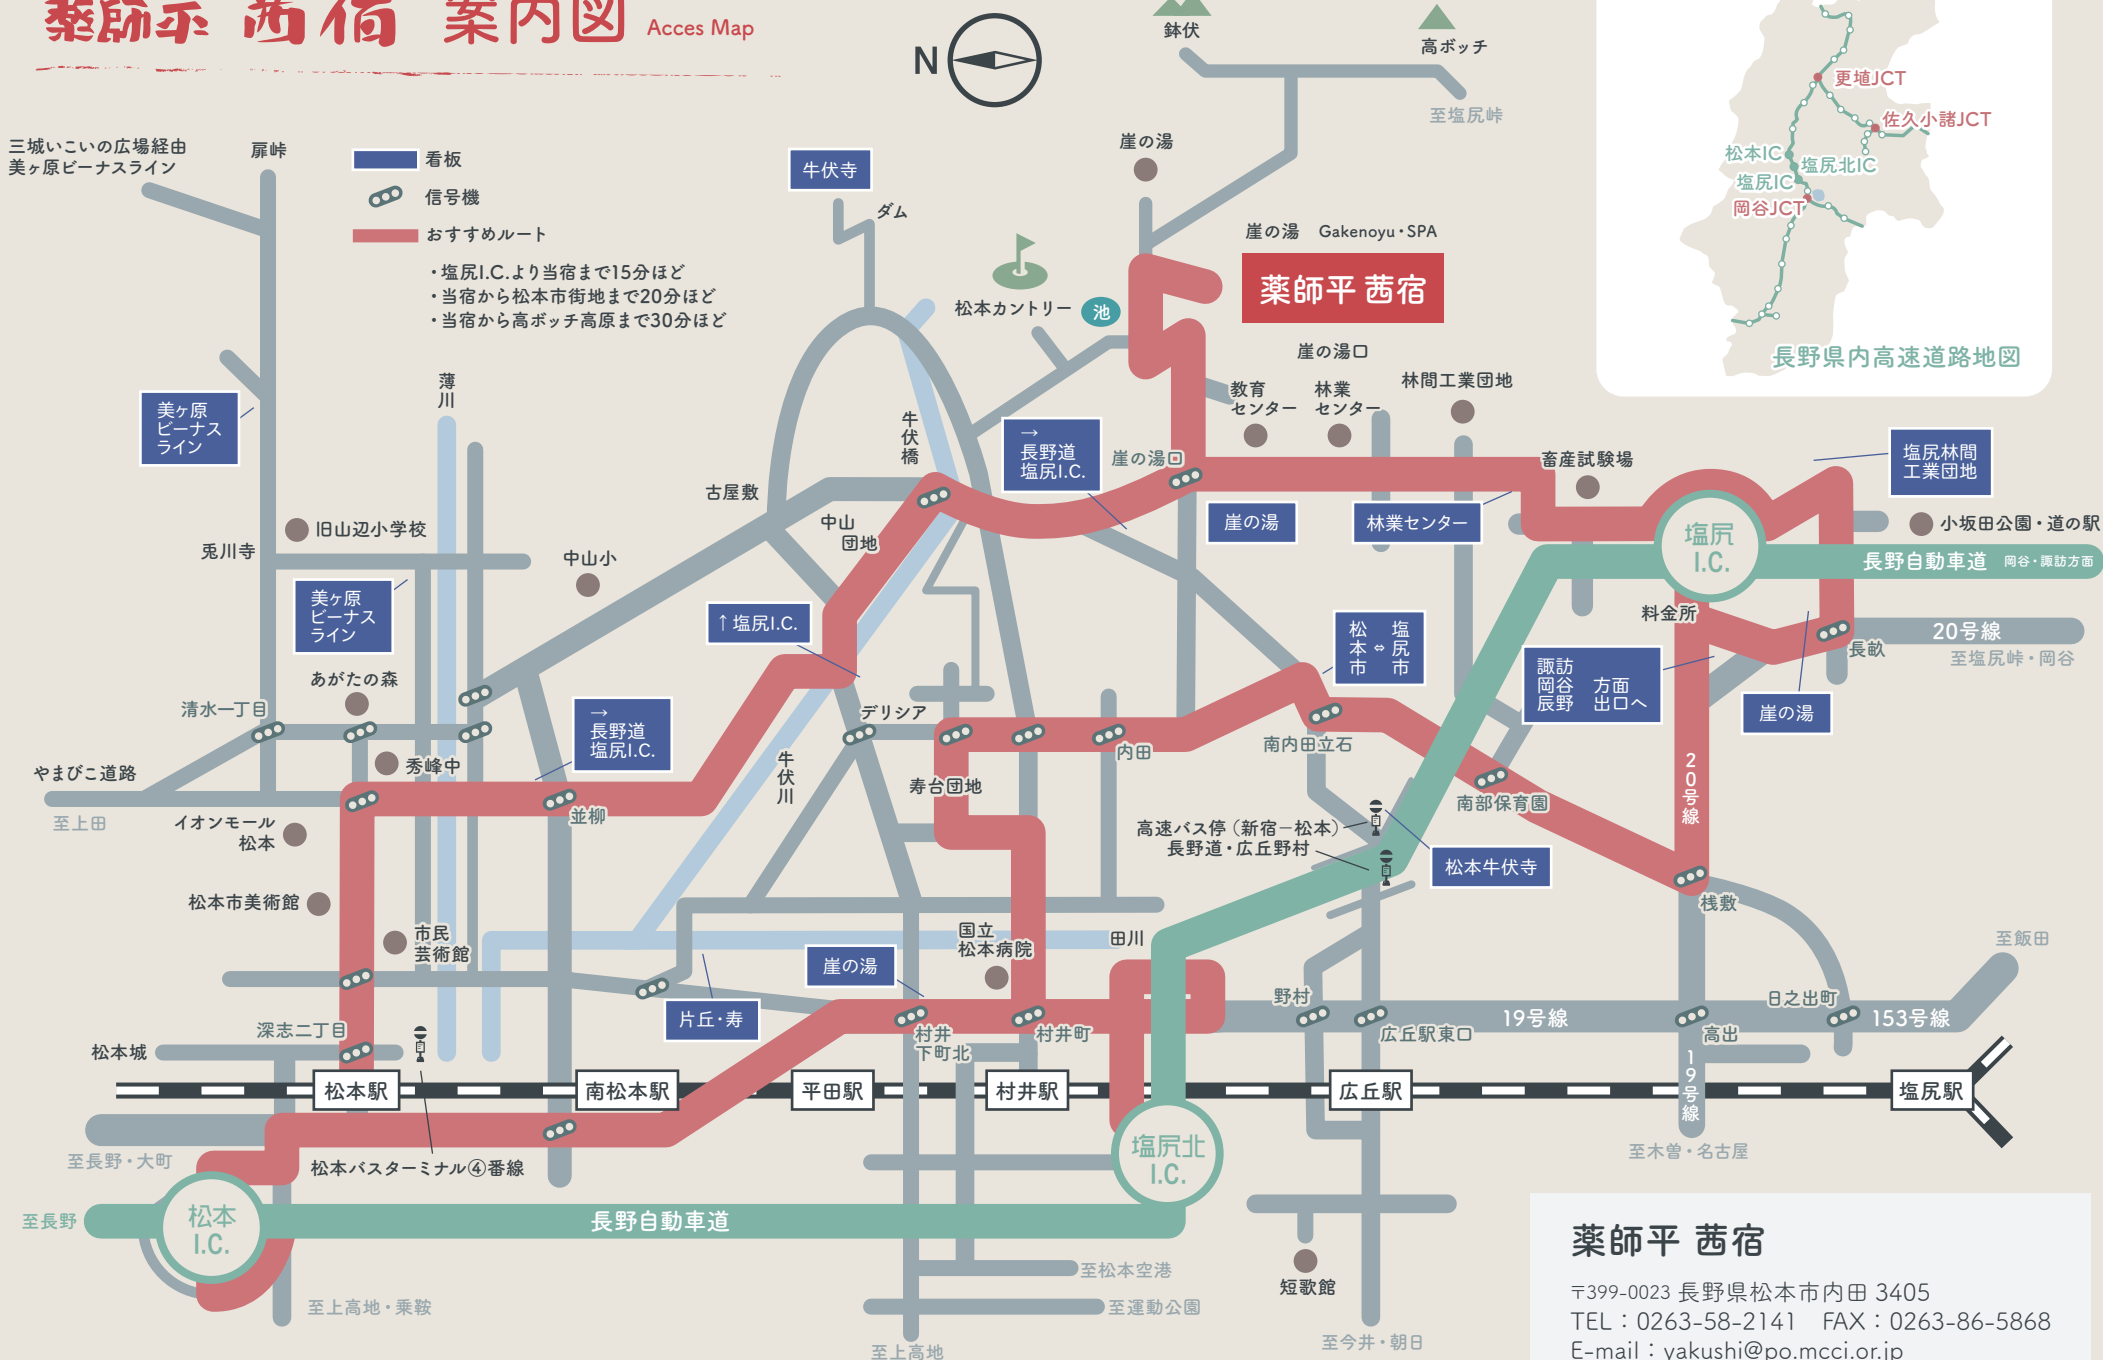 薬師平 茜宿 案内図 Acces Map
N
鉢伏
高ボッチ
至塩尻峠
更埴JCT
佐久小諸JCT
松本IC
塩尻北IC
塩尻IC
岡谷JCT
長野県内高速道路地図
三城いこいの広場経由
美ヶ原ビーナスライン
扉峠
看板
信号機
おすすめルート
・塩尻I.C.より当宿まで15分ほど
・当宿から松本市街地まで20分ほど
・当宿から高ボッチ高原まで30分ほど
牛伏寺
ダム
崖の湯
崖の湯 Gakenoyu・SPA
薬師平 茜宿
松本カントリー
池
崖の湯口
教育
センター
林業
センター
林間工業団地
美ヶ原
ビーナス
ライン
薄川
牛伏橋
→
長野道
塩尻I.C.
崖の湯口
畜産試験場
塩尻林間
工業団地
古屋敷
中山
団地
崖の湯
林業センター
塩尻
I.C.
小坂田公園・道の駅
旧山辺小学校
兎川寺
中山小
長野自動車道 岡谷・諏訪方面
美ヶ原
ビーナス
ライン
↑塩尻I.C.
松本市⇔塩尻市
料金所
20号線
至塩尻峠・岡谷
長畝
諏訪
岡谷 方面
辰野 出口へ
崖の湯
あがたの森
清水一丁目
→
長野道
塩尻I.C.
デリシア
内田
南内田立石
やまびこ道路
至上田
秀峰中
並柳
牛伏川
寿台団地
20号線
南部保育園
イオンモール
松本
高速バス停（新宿－松本）
長野道・広丘野村
松本牛伏寺
桟敷
松本市美術館
市民
芸術館
国立
松本病院
田川
至飯田
崖の湯
片丘・寿
野村
日之出町
深志二丁目
村井
下町北
村井町
広丘駅東口
19号線
高出
153号線
松本城
松本駅
南松本駅
平田駅
村井駅
広丘駅
19号線
塩尻駅
至長野・大町
松本バスターミナル④番線
塩尻北
I.C.
至木曽・名古屋
至長野
松本
I.C.
長野自動車道
至松本空港
短歌館
至上高地・乗鞍
至運動公園
至上高地
至今井・朝日
薬師平 茜宿
〒399-0023 長野県松本市内田 3405
TEL：0263-58-2141 FAX：0263-86-5868
E-mail：yakushi@po.mcci.or.jp